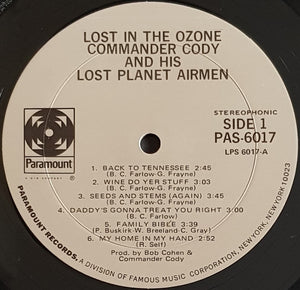 LOST IN THE OZONE
COMMANDER CODY
AND HIS
LOST PLANET AIRMEN
Paramount
STEREOPHONIC
SIDE 1
PAS-6017
LPS 6017-A
1. BACK TO TENNESSEE 2:45
(B. C. Farlow-G. Frayne)
2. WINE DO YER STUFF 3:03
(B. C. Farlow-G. Frayne)
3. SEEDS AND STEMS (AGAIN) 3:45
(B. C. Farlow-G. Frayne)
4. DADDY'S GONNA TREAT YOU RIGHT 3:00
(B. C. Farlow)
5. FAMILY BIBLE 3:39
(P. Buskirk-W. Breeland-C. Gray)
6. MY HOME IN MY HAND 2:52
(R. Self)
Prod. by Bob Cohen &
Commander Cody
PARAMOUNT RECORDS, A DIVISION OF FAMOUS MUSIC CORPORATION, NEW YORK, NEW YORK 10023